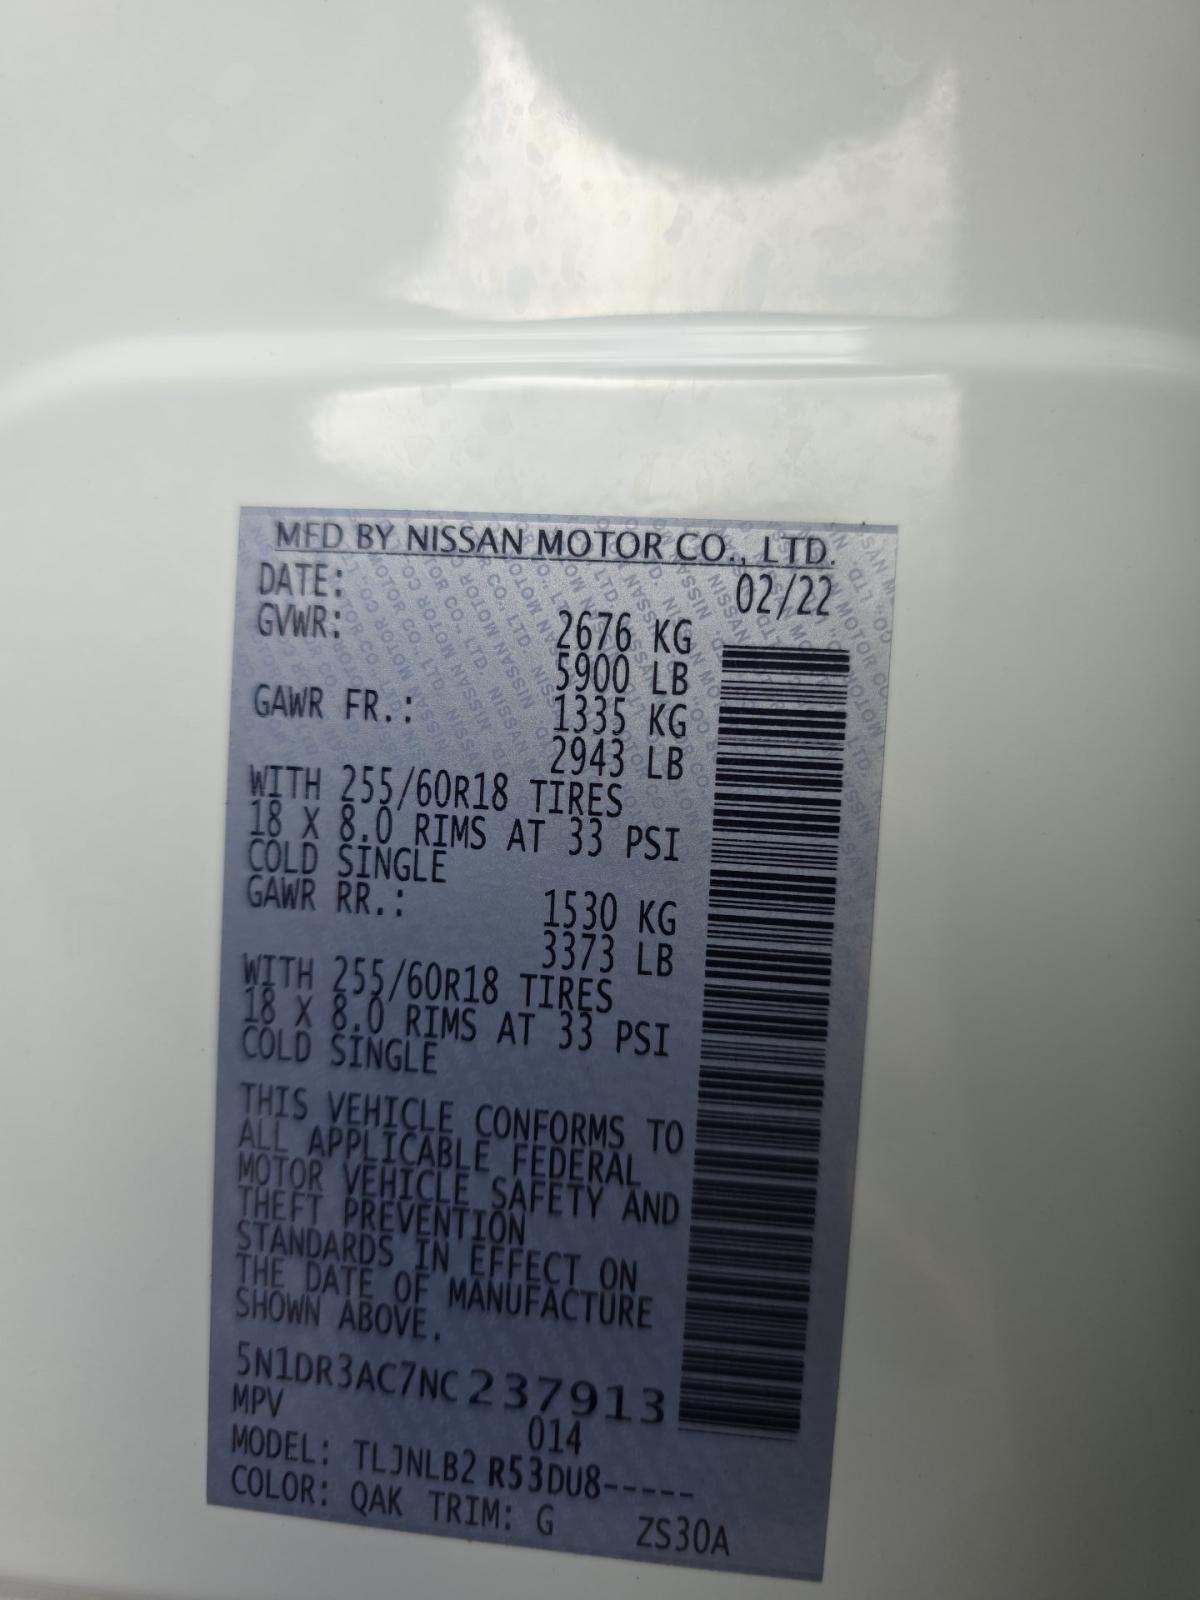 MFD BY NISSAN MOTOR CO., LTD.
DATE: 02/22
GVWR: 2676 KG
5900 LB
GAWR FR.: 1335 KG
2943 LB
WITH 255/60R18 TIRES
18 X 8.0 RIMS AT 33 PSI
COLD SINGLE
GAWR RR.: 1530 KG
3373 LB
WITH 255/60R18 TIRES
18 X 8.0 RIMS AT 33 PSI
COLD SINGLE
THIS VEHICLE CONFORMS TO
ALL APPLICABLE FEDERAL
MOTOR VEHICLE SAFETY AND
THEFT PREVENTION
STANDARDS IN EFFECT ON
THE DATE OF MANUFACTURE
SHOWN ABOVE.
5N1DR3AC7NC237913
MPV 014
MODEL: TLJNLB2 R53DU8-----
COLOR: QAK TRIM: G ZS30A